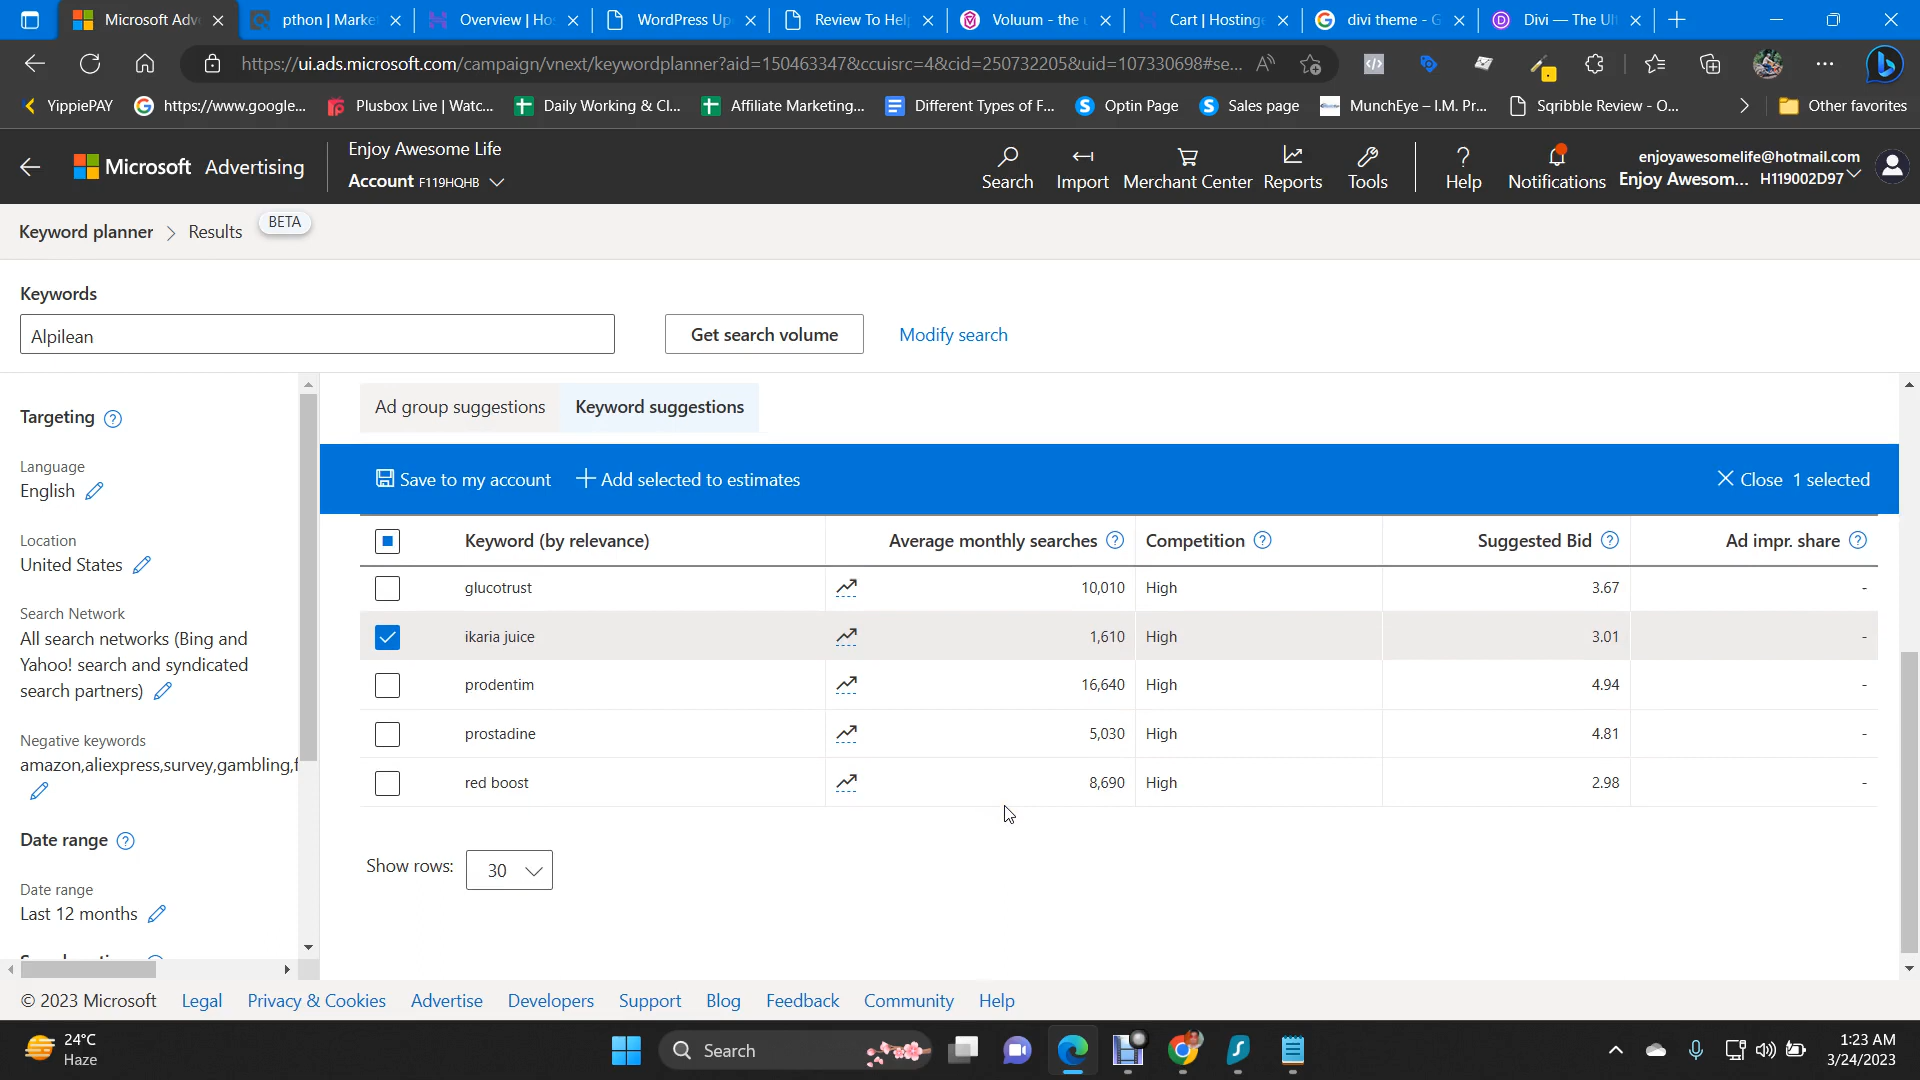 Microsoft Adv
pthon | Marke
Overview | Ho
WordPress Up
Review To Hel
Voluum - the u
Cart | Hostinge
divi theme - G
Divi — The Ul
https://ui.ads.microsoft.com/campaign/vnext/keywordplanner?aid=150463347&ccuisrc=4&cid=250732205&uid=107330698#se...
YippiePAY
https://www.google...
Plusbox Live | Watc...
Daily Working & Cl...
Affiliate Marketing...
Different Types of F...
Optin Page
Sales page
MunchEye – I.M. Pr...
Sqribble Review - O...
Other favorites
Microsoft Advertising
Enjoy Awesome Life
Account F119HQHB
Search
Import
Merchant Center
Reports
Tools
Help
Notifications
enjoyawesomelife@hotmail.com
Enjoy Awesom... H119002D97
Keyword planner > Results
BETA
Keywords
Alpilean
Get search volume
Modify search
Targeting
Language
English
Location
United States
Search Network
All search networks (Bing and
Yahoo! search and syndicated
search partners)
Negative keywords
amazon,aliexpress,survey,gambling,f
Date range
Date range
Last 12 months
Ad group suggestions
Keyword suggestions
Save to my account
Add selected to estimates
Close 1 selected
Keyword (by relevance) Average monthly searches Competition Suggested Bid Ad impr. share
glucotrust 10,010 High 3.67 -
ikaria juice 1,610 High 3.01 -
prodentim 16,640 High 4.94 -
prostadine 5,030 High 4.81 -
red boost 8,690 High 2.98 -
Show rows: 30
© 2023 Microsoft Legal Privacy & Cookies Advertise Developers Support Blog Feedback Community Help
24°C
Haze
Search
1:23 AM
3/24/2023